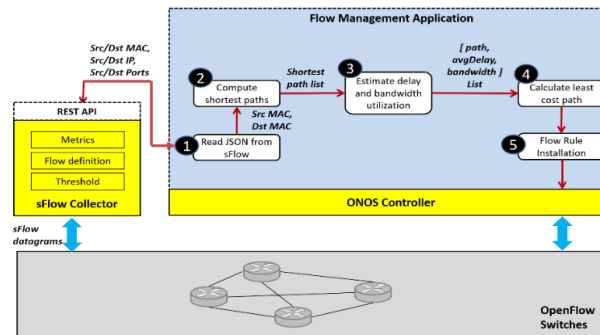 Flow Management Application
Src/Dst MAC,
Src/Dst IP,
Src/Dst Ports
[ path,
avgDelay,
bandwidth ]
List
2
Compute
shortest paths
Shortest
path list
3
Estimate delay
and bandwidth
utilization
4
Calculate least
cost path
REST API
Src MAC,
Dst MAC
1
Read JSON from
sFlow
5
Flow Rule
Installation
Metrics
Flow definition
Threshold
sFlow Collector
ONOS Controller
sFlow
datagrams
OpenFlow
Switches